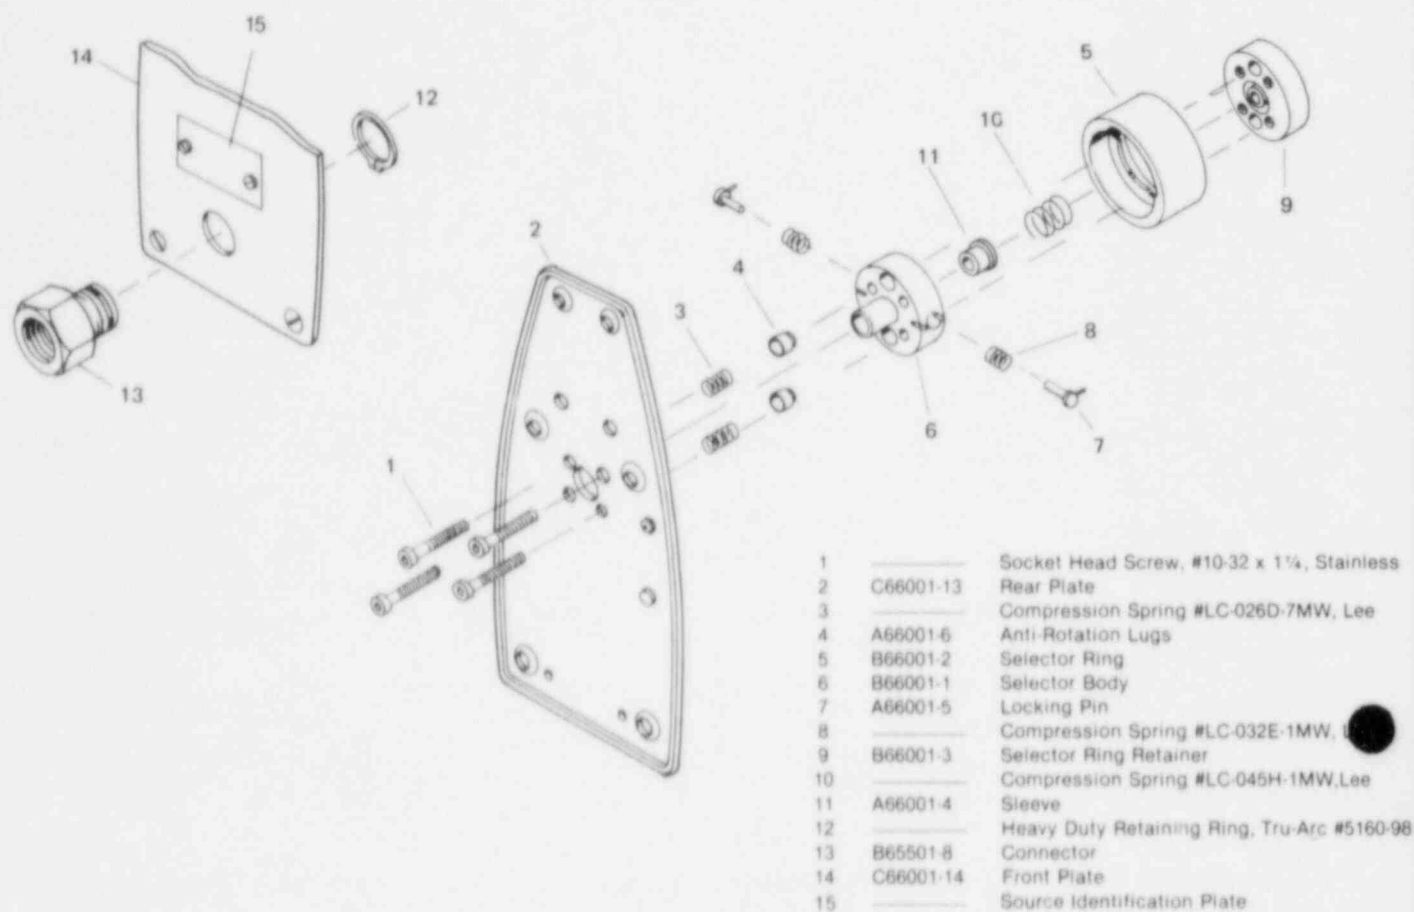 15
14
12
5
10
11
9
2
4
3
8
13
6
7
1
1 Socket Head Screw, #10-32 x 1¼, Stainless
2 C66001-13 Rear Plate
3 Compression Spring #LC-026D-7MW, Lee
4 A66001-6 Anti-Rotation Lugs
5 B66001-2 Selector Ring
6 B66001-1 Selector Body
7 A66001-5 Locking Pin
8 Compression Spring #LC-032E-1MW,
9 B66001-3 Selector Ring Retainer
10 Compression Spring #LC-045H-1MW,Lee
11 A66001-4 Sleeve
12 Heavy Duty Retaining Ring, Tru-Arc #5160-98
13 B65501-8 Connector
14 C66001-14 Front Plate
15 Source Identification Plate